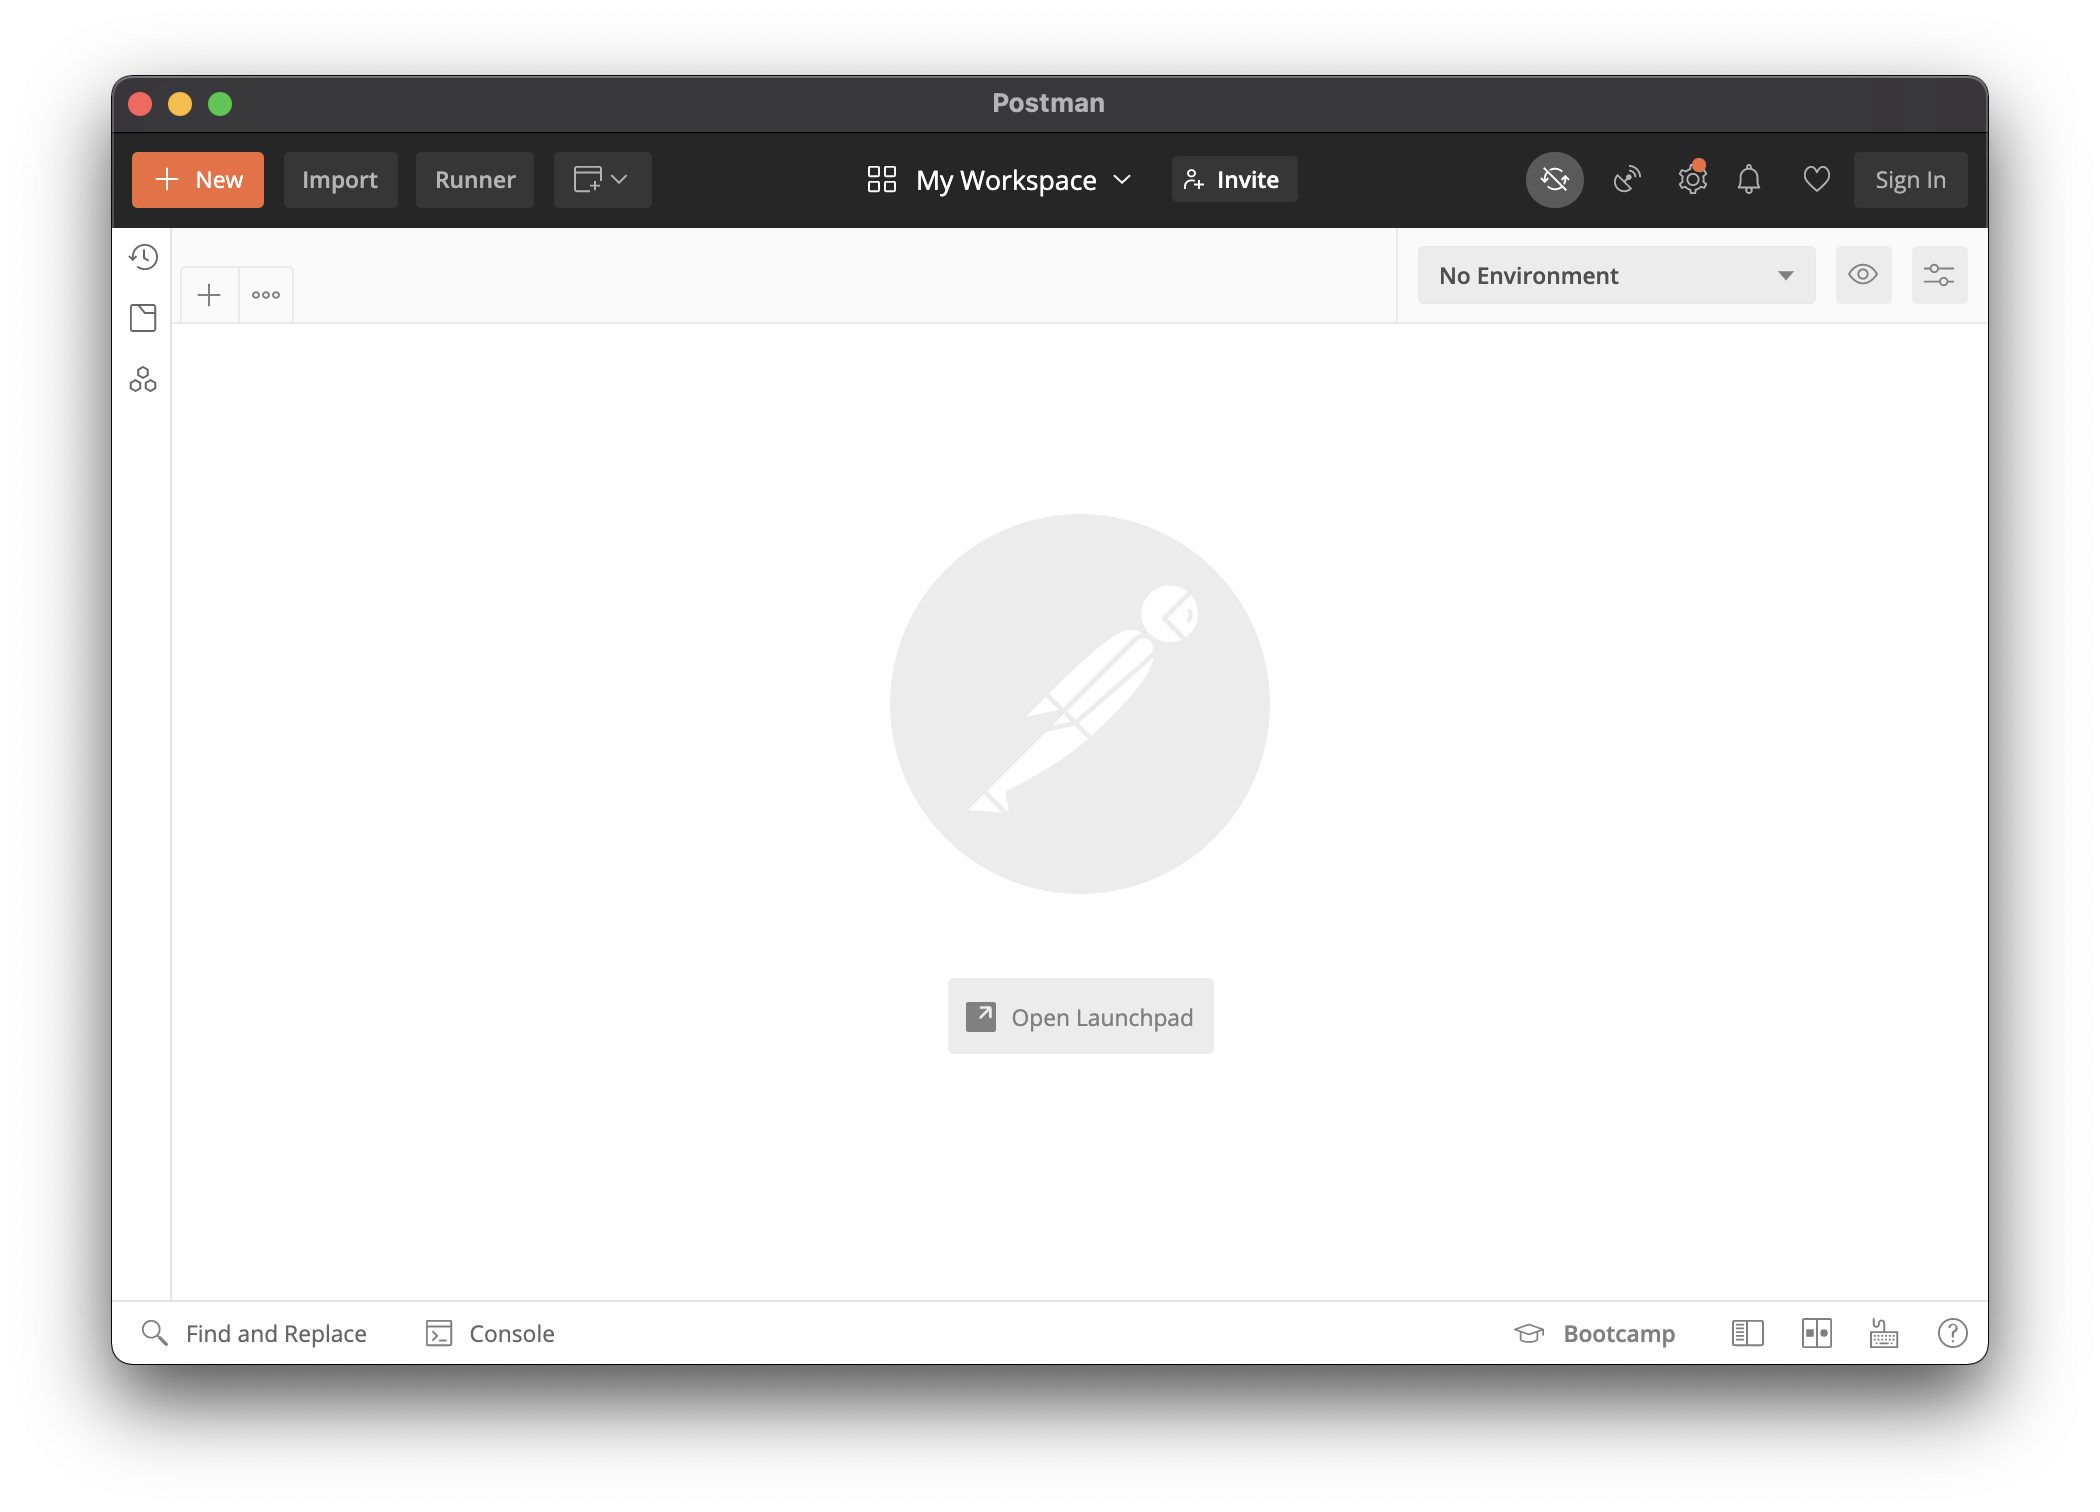 Postman
New
Import
Runner
My Workspace
Invite
Sign In
No Environment
Open Launchpad
Find and Replace
Console
Bootcamp